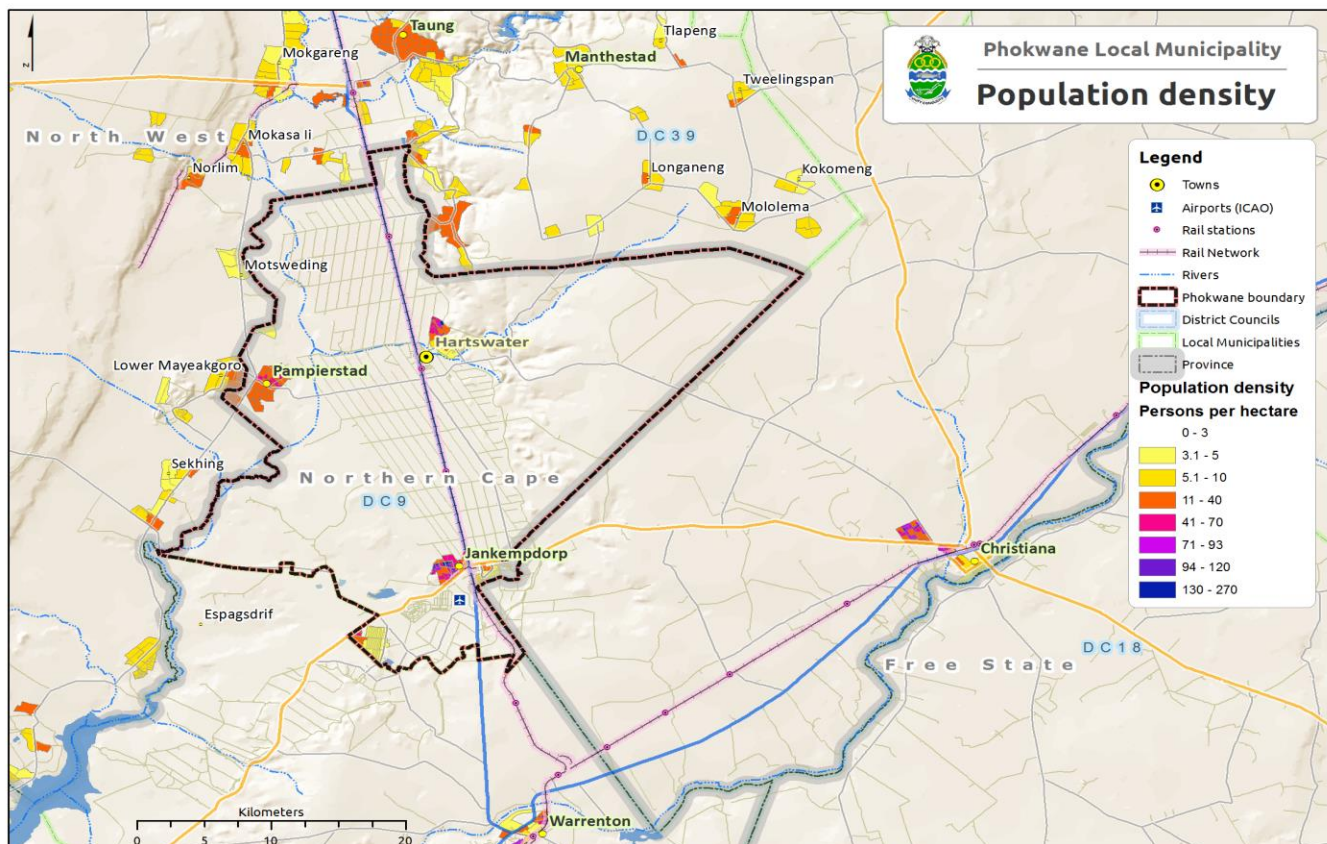 Phokwane Local Municipality
Population density
Legend
Towns
Airports (ICAO)
Rail stations
Rail Network
Rivers
Phokwane boundary
District Councils
Local Municipalities
Province
Population density
Persons per hectare
0 - 3
3.1 - 5
5.1 - 10
11 - 40
41 - 70
71 - 93
94 - 120
130 - 270
Taung
Tlapeng
Mokgareng
Manthestad
Tweelingspan
North West
Mokasa Ii
DC39
Norlim
Longaneng
Kokomeng
Mololema
Motsweding
Hartswater
Lower Mayeakgoro
Pampierstad
Sekhing
Northern Cape
DC9
Jankempdorp
Christiana
Espagsdrif
Free State
DC18
Kilometers
0 5 10 20
Warrenton